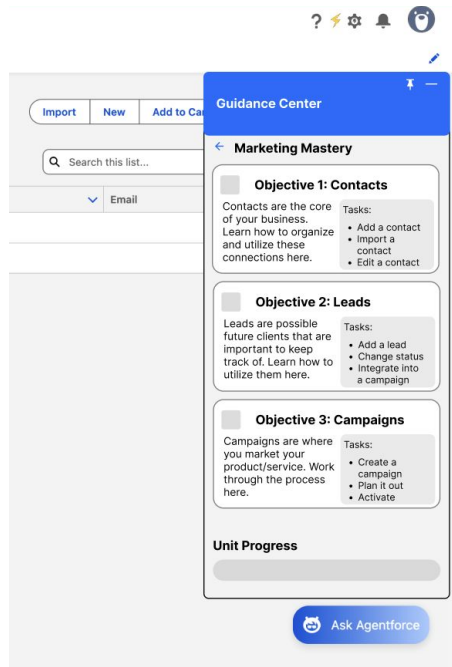 ?
Import New Add to Ca
Search this list...
Email
Guidance Center
Marketing Mastery
Objective 1: Contacts
Contacts are the core
of your business.
Learn how to organize
and utilize these
connections here.
Tasks:
• Add a contact
• Import a
contact
• Edit a contact
Objective 2: Leads
Leads are possible
future clients that are
important to keep
track of. Learn how to
utilize them here.
Tasks:
• Add a lead
• Change status
• Integrate into
a campaign
Objective 3: Campaigns
Campaigns are where
you market your
product/service. Work
through the process
here.
Tasks:
• Create a
campaign
• Plan it out
• Activate
Unit Progress
Ask Agentforce